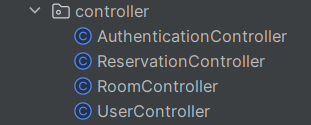 controller
AuthenticationController
ReservationController
RoomController
UserController